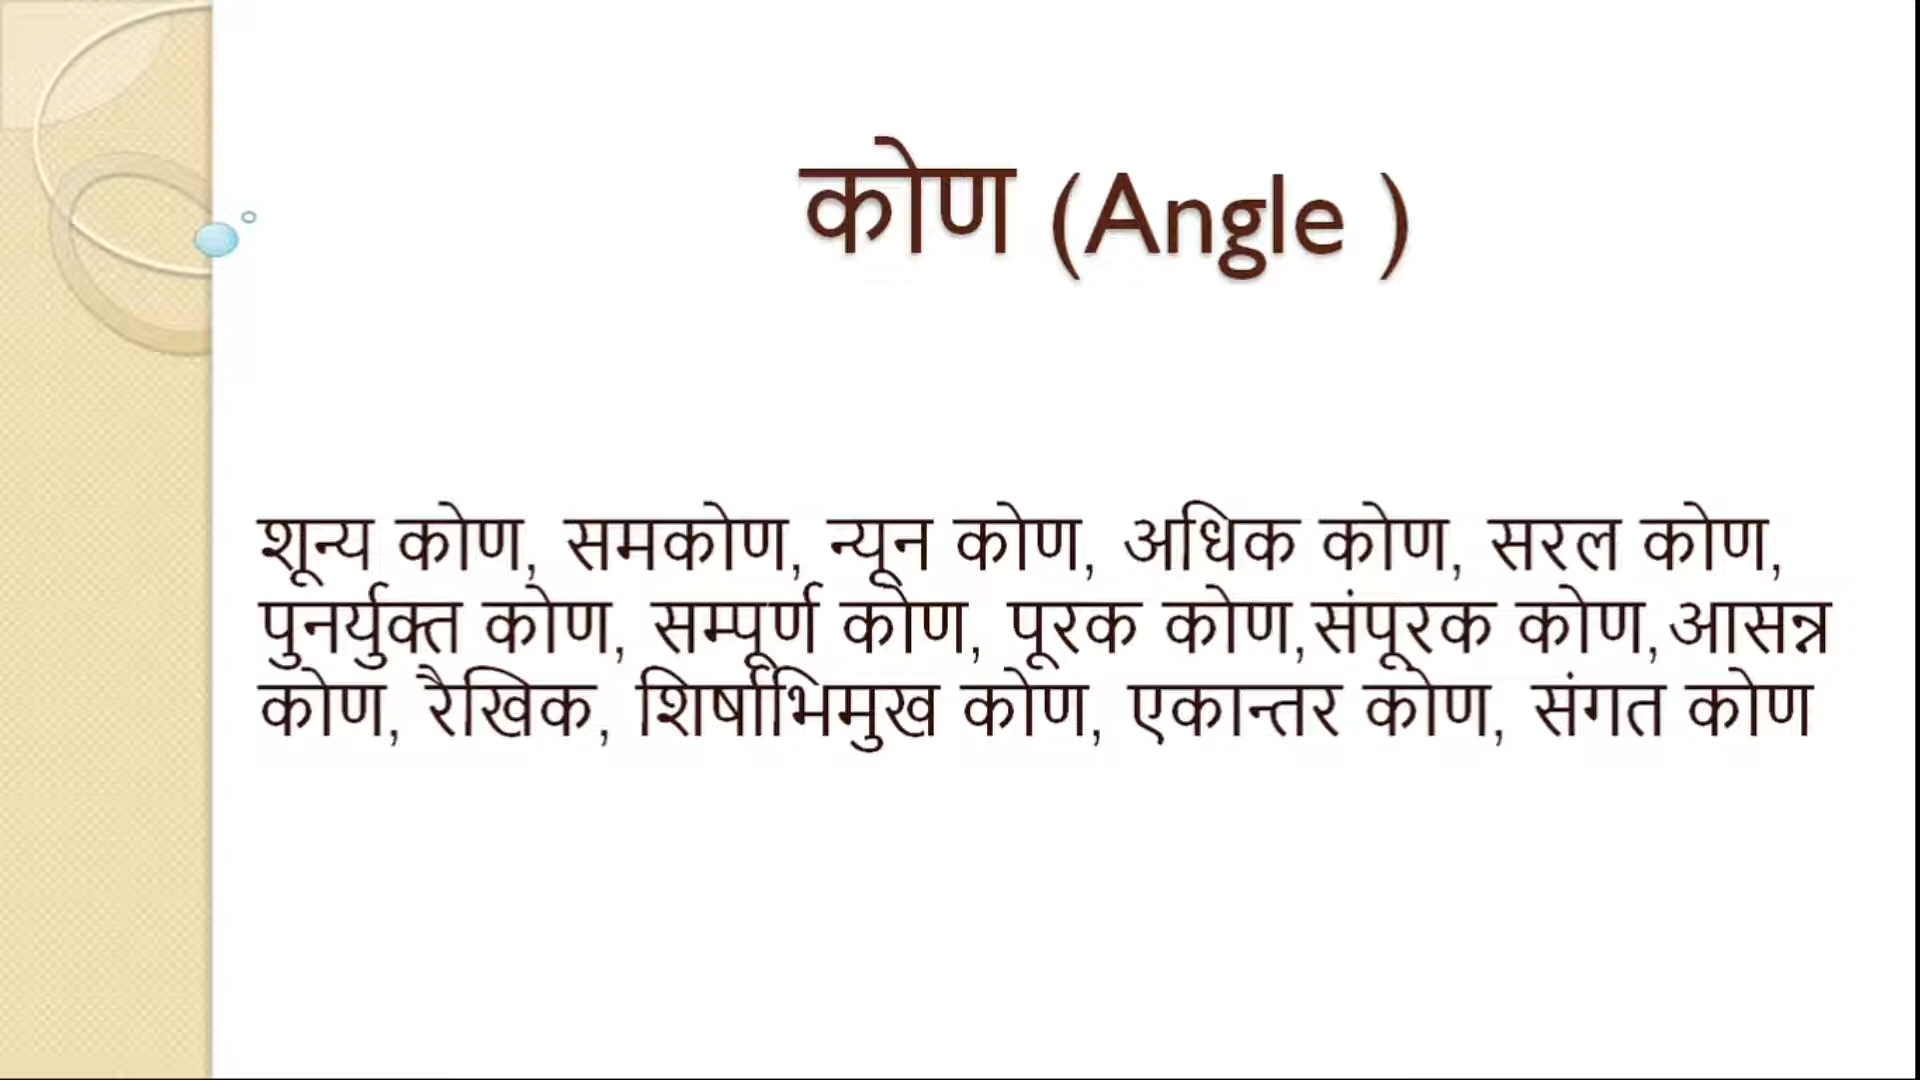 कोण (Angle )
शून्य कोण, समकोण, न्यून कोण, अधिक कोण, सरल कोण,
पुनर्युक्त कोण, सम्पूर्ण कोण, पूरक कोण,संपूरक कोण,आसन्न
कोण, रैखिक, शिर्षाभिमुख कोण, एकान्तर कोण, संगत कोण